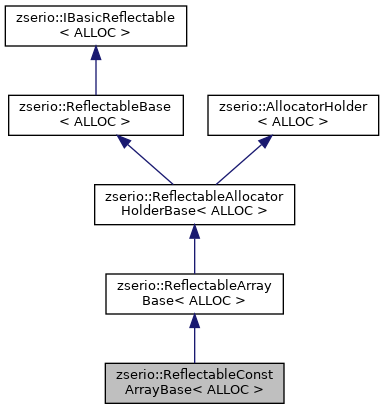 zserio::IBasicReflectable
< ALLOC >
zserio::ReflectableBase
< ALLOC >
zserio::AllocatorHolder
< ALLOC >
zserio::ReflectableAllocator
HolderBase< ALLOC >
zserio::ReflectableArray
Base< ALLOC >
zserio::ReflectableConst
ArrayBase< ALLOC >